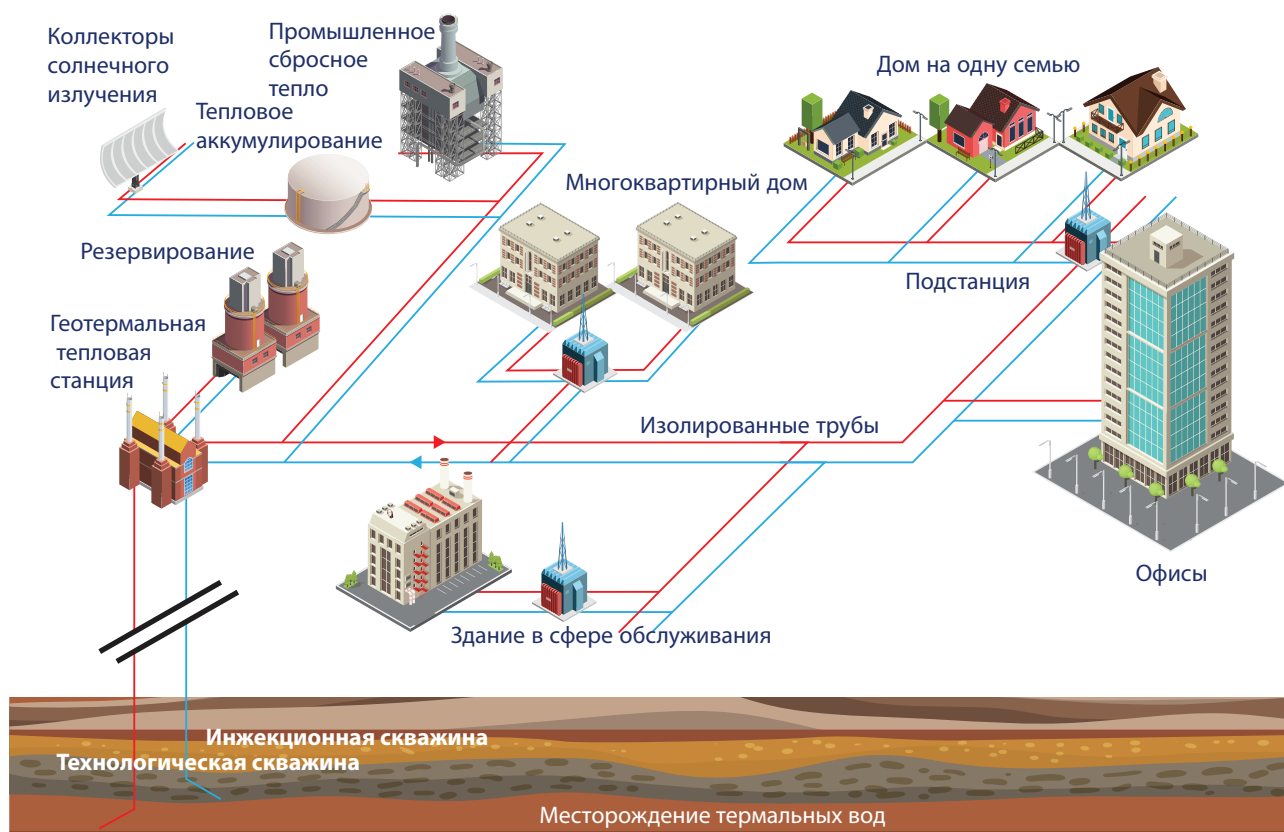 Коллекторы
солнечного
излучения
Промышленное
сбросное
тепло
Тепловое
аккумулирование
Дом на одну семью
Многоквартирный дом
Резервирование
Подстанция
Геотермальная
тепловая
станция
Изолированные трубы
Офисы
Здание в сфере обслуживания
Инжекционная скважина
Технологическая скважина
Месторождение термальных вод